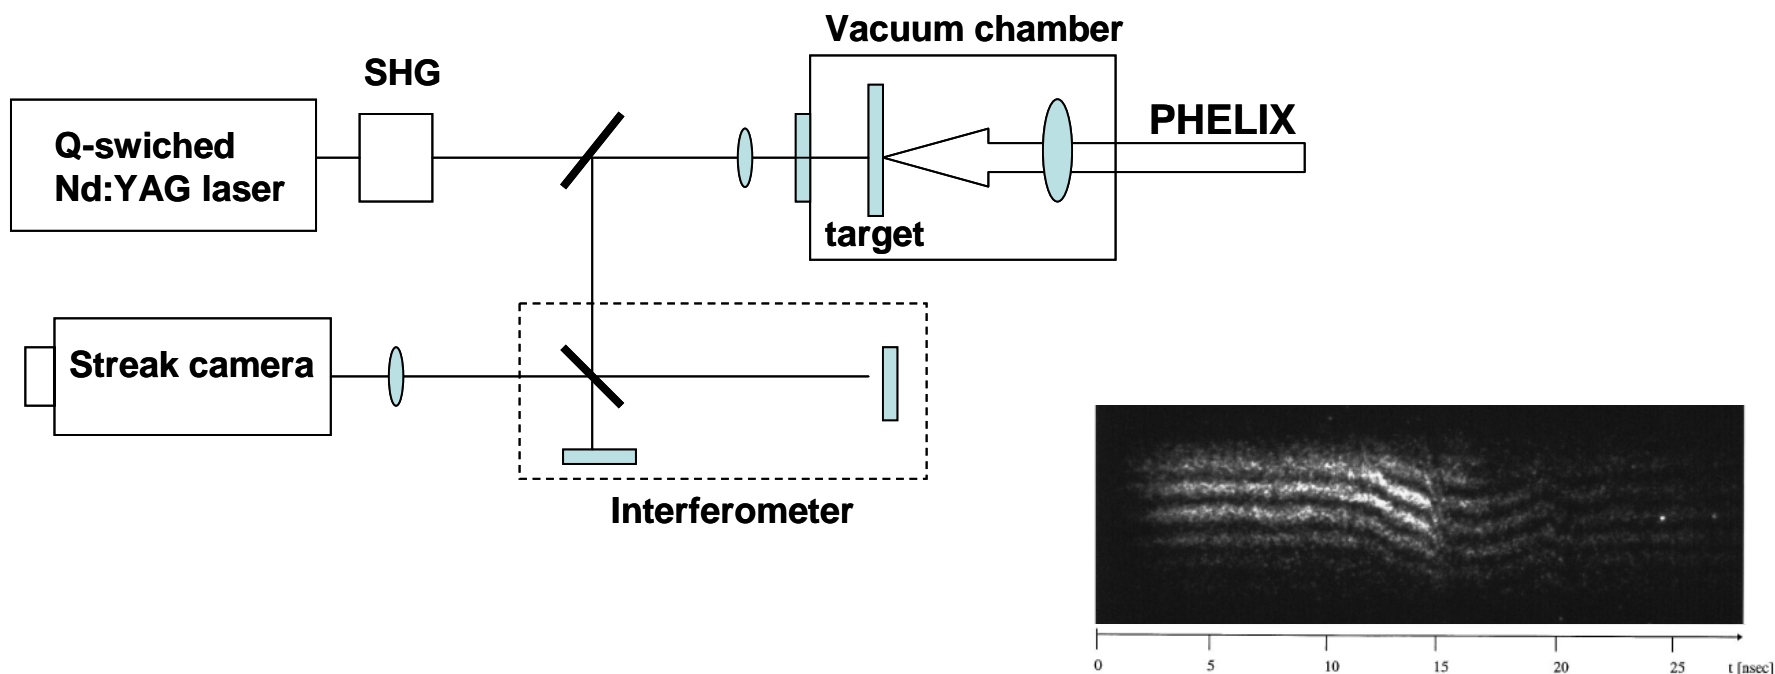 Vacuum chamber
SHG
PHELIX
Q-swiched
Nd:YAG laser
target
Streak camera
Interferometer
0 5 10 15 20 25 t [nsec]